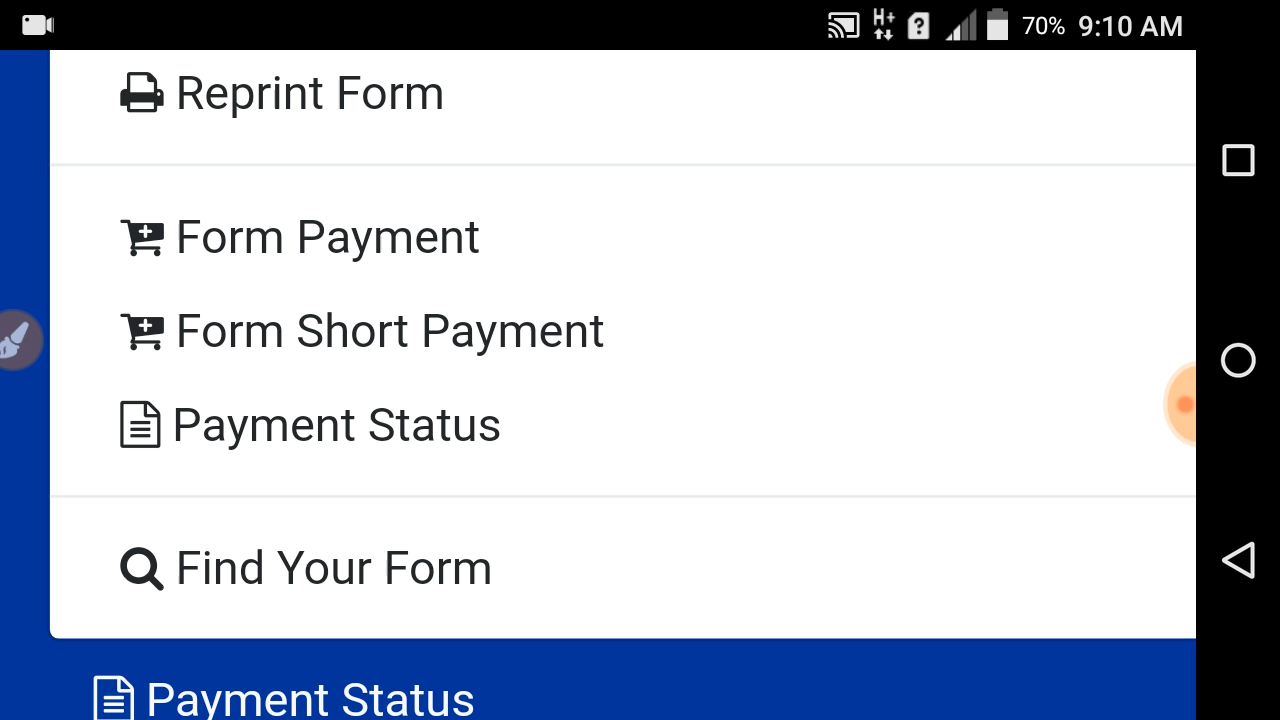 H+ 70% 9:10 AM
Reprint Form
Form Payment
Form Short Payment
Payment Status
Find Your Form
Payment Status